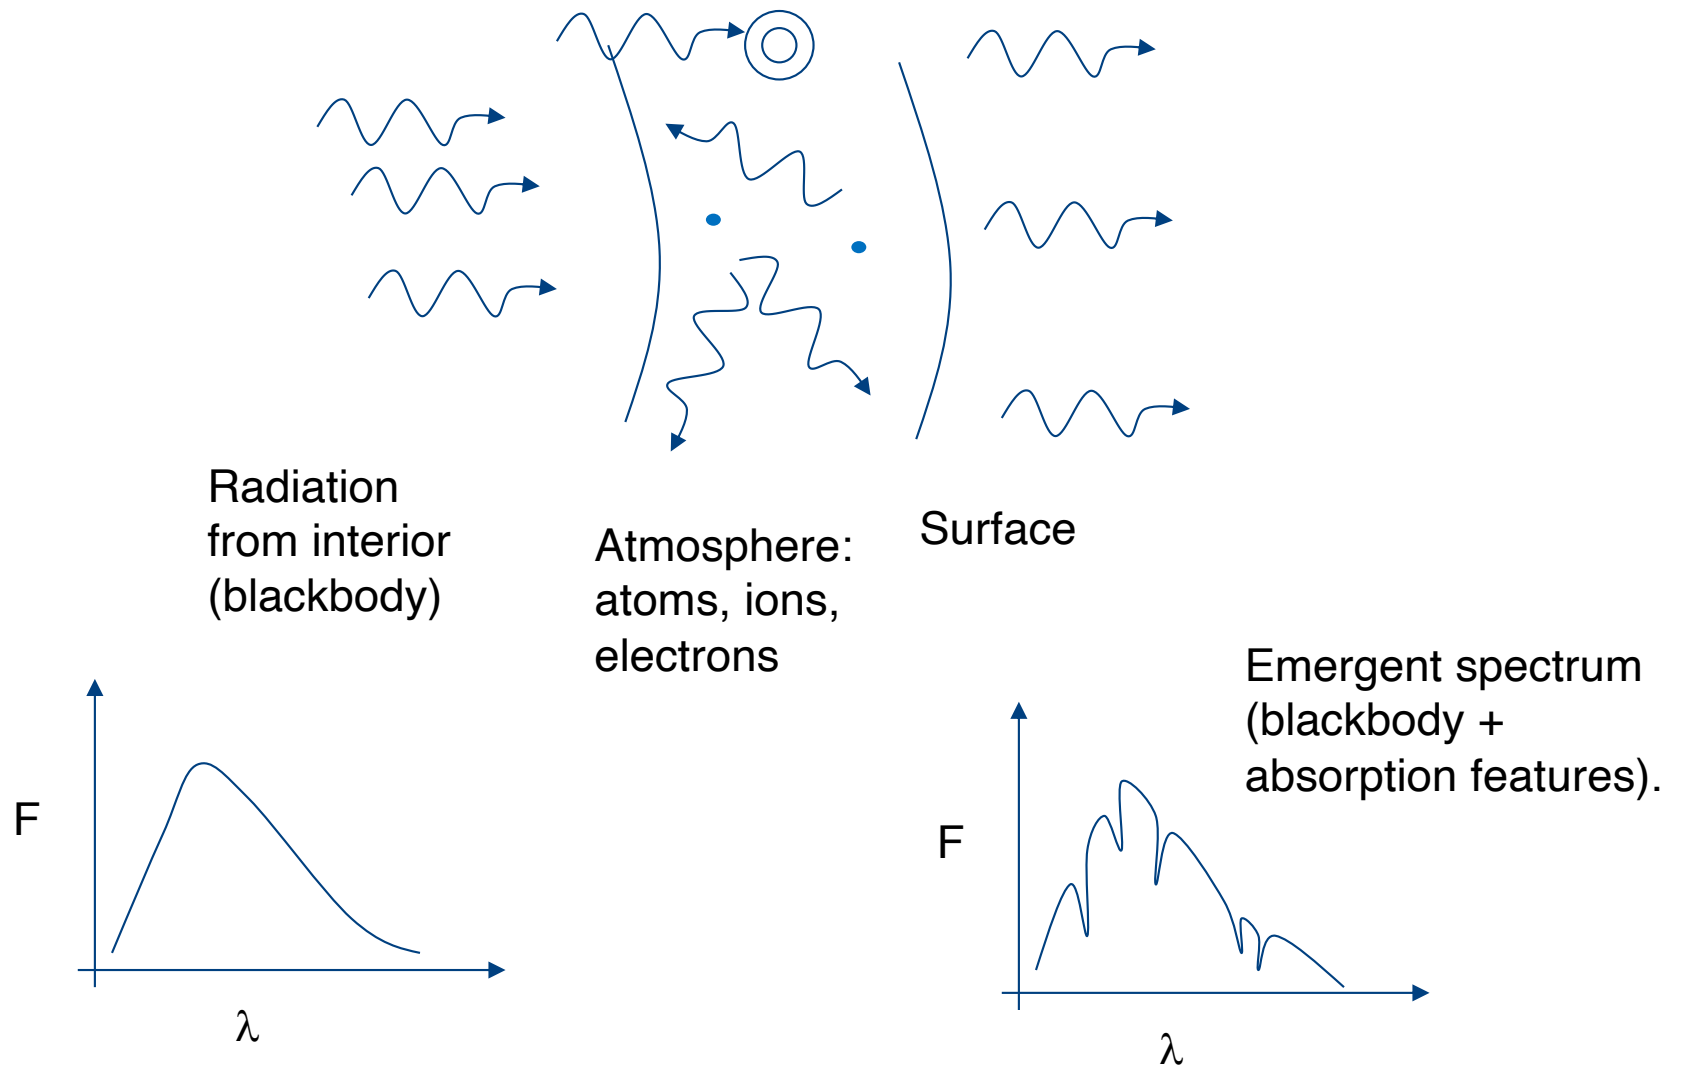 Radiation
from interior
(blackbody)
Atmosphere:
atoms, ions,
electrons
Surface
Emergent spectrum
(blackbody +
absorption features).
F
λ
F
λ